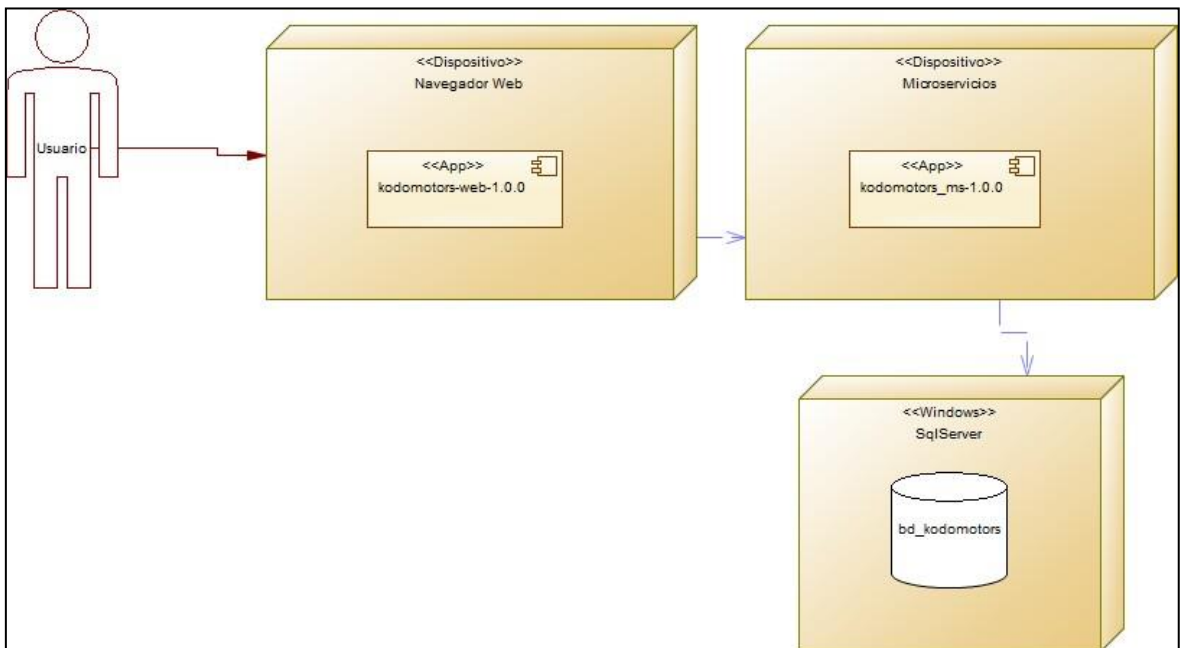 Usuario
<<Dispositivo>>
Navegador Web
<<App>>
kodomotors-web-1.0.0
<<Dispositivo>>
Microservicios
<<App>>
kodomotors_ms-1.0.0
<<Windows>>
SqlServer
bd_kodomotors